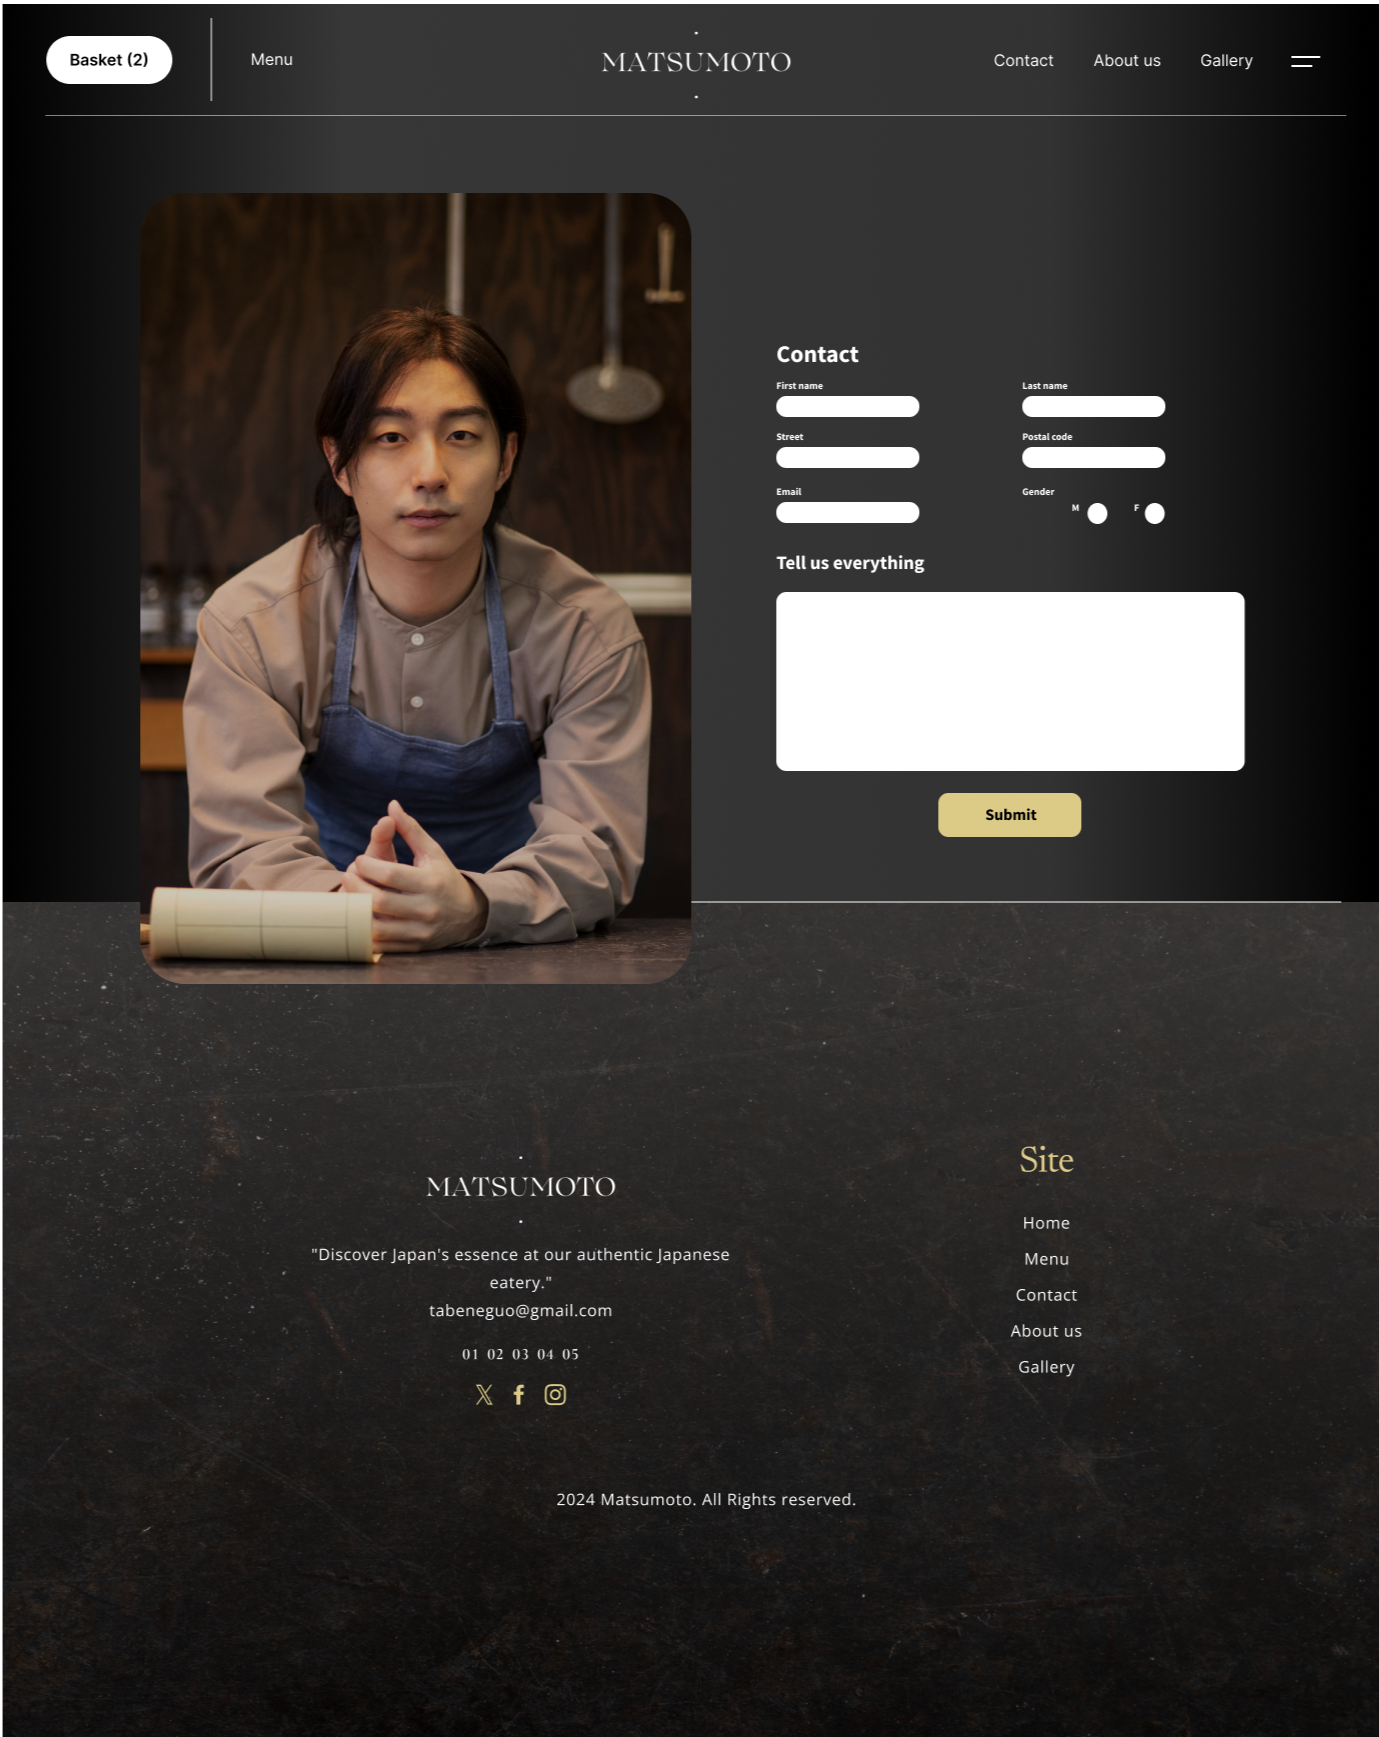 Basket (2)
Menu
MATSUMOTO
Contact
About us
Gallery
Contact
First name
Last name
Street
Postal code
Email
Gender
M
F
Tell us everything
Submit
MATSUMOTO
"Discover Japan's essence at our authentic Japanese
eatery."
tabeneguo@gmail.com
01 02 03 04 05
Site
Home
Menu
Contact
About us
Gallery
2024 Matsumoto. All Rights reserved.